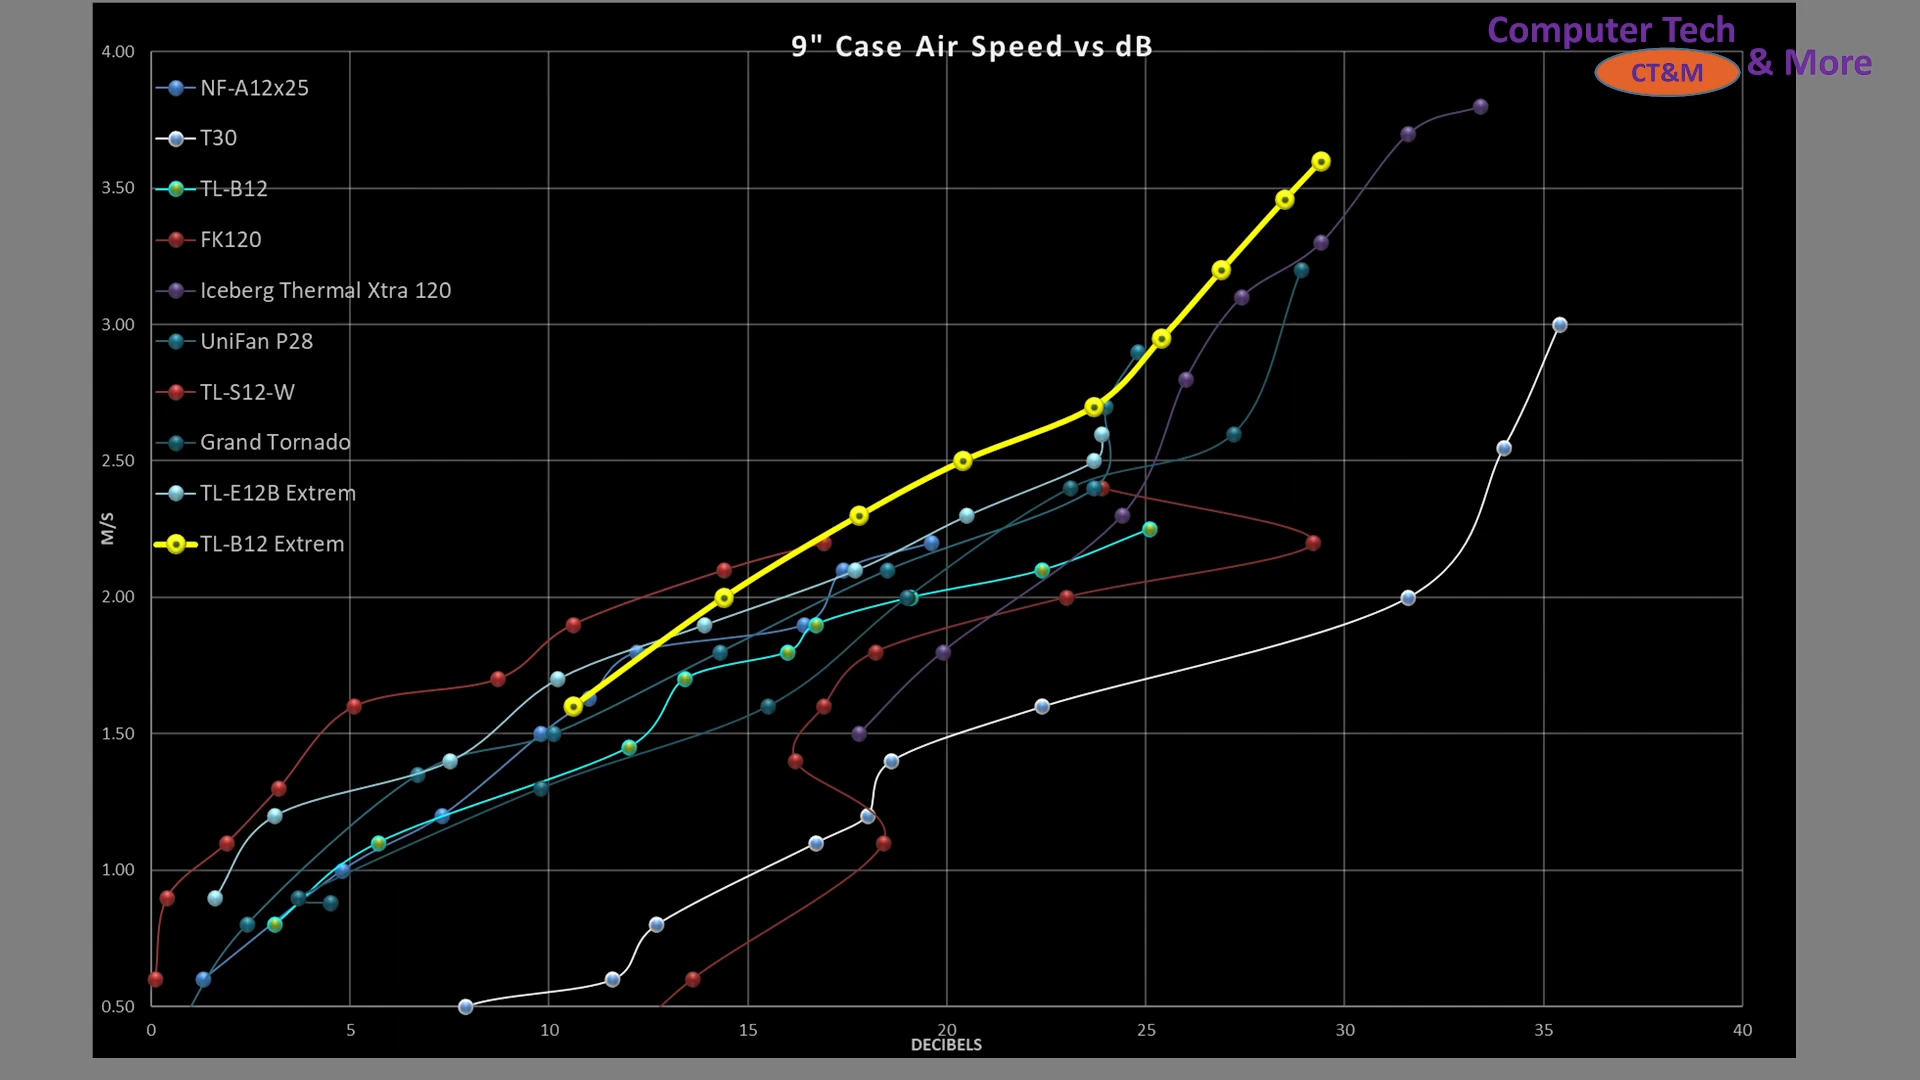 9" Case Air Speed vs dB
Computer Tech
CT&M
& More
4.00
3.50
3.00
2.50
2.00
1.50
1.00
0.50
M/S
NF-A12x25
T30
TL-B12
FK120
Iceberg Thermal Xtra 120
UniFan P28
TL-S12-W
Grand Tornado
TL-E12B Extrem
TL-B12 Extrem
0 5 10 15 20 25 30 35 40
DECIBELS